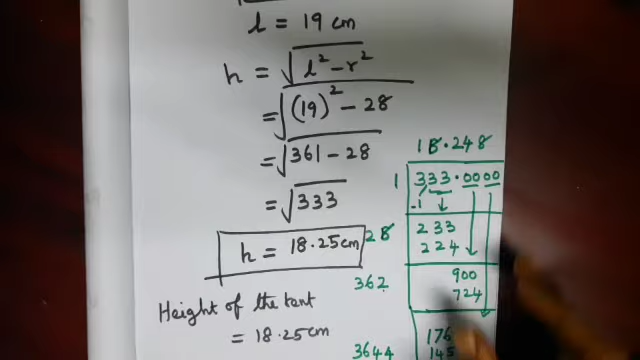 l = 19 cm
h = √l² - r²
= √(19)² - 28
= √361 - 28
= √333
h = 18.25cm
Height of the tent
= 18.25cm
18.248
1 333.0000
-1
28 233
224
362 900
724
176
3644 145